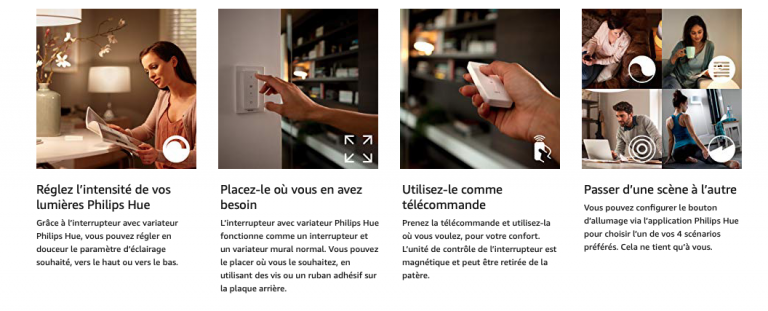 Réglez l’intensité de vos
lumières Philips Hue
Grâce à l’interrupteur avec variateur
Philips Hue, vous pouvez régler en
douceur le paramètre d’éclairage
souhaité, vers le haut ou vers le bas.
Placez-le où vous en avez
besoin
L’interrupteur avec variateur Philips Hue
fonctionne comme un interrupteur et
un variateur mural normal. Vous pouvez
le placer où vous le souhaitez, en
utilisant des vis ou un ruban adhésif sur
la plaque arrière.
Utilisez-le comme
télécommande
Prenez la télécommande et utilisez-la
où vous voulez, pour votre confort.
L’unité de contrôle de l’interrupteur est
magnétique et peut être retirée de la
patère.
Passer d’une scène à l’autre
Vous pouvez configurer le bouton
d’allumage via l’application Philips Hue
pour choisir l’un de vos 4 scénarios
préférés. Cela ne tient qu’à vous.